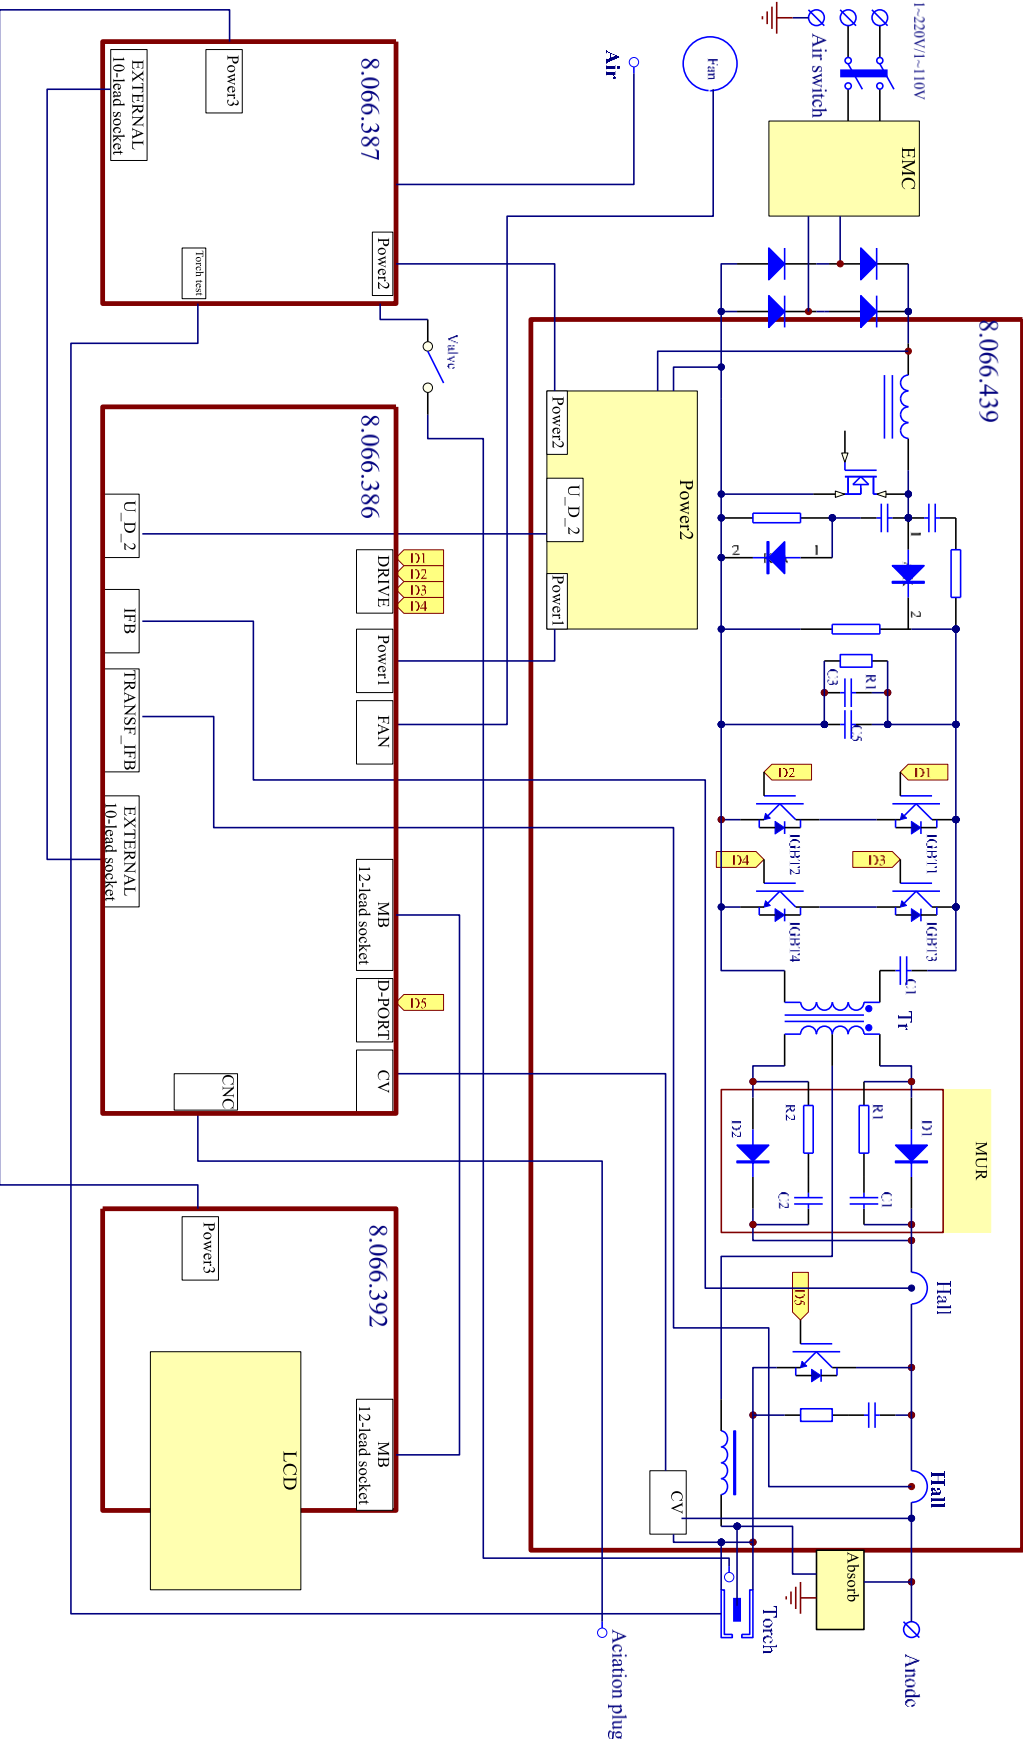 1~220V/1~110V
Air switch
EMC
Fan
Air
8.066.387
Power3
EXTERNAL
10-lead socket
Power2
Torch test
Valve
8.066.439
Power2
Power2
U_D_2
Power1
1
2
1
2
R1
C3
C5
D1
D2
D3
D4
IGBT1
IGBT2
IGBT3
IGBT4
C1
Tr
MUR
D1
R1
C1
R2
C2
D2
Hall
D5
Hall
CV
Absorb
Torch
Anode
Aciation plug
8.066.386
U_D_2
IFB
TRANSF_IFB
EXTERNAL
10-lead socket
DRIVE
D1
D2
D3
D4
Power1
FAN
MB
12-lead socket
D-PORT
D5
CV
CNC
8.066.392
Power3
MB
12-lead socket
LCD